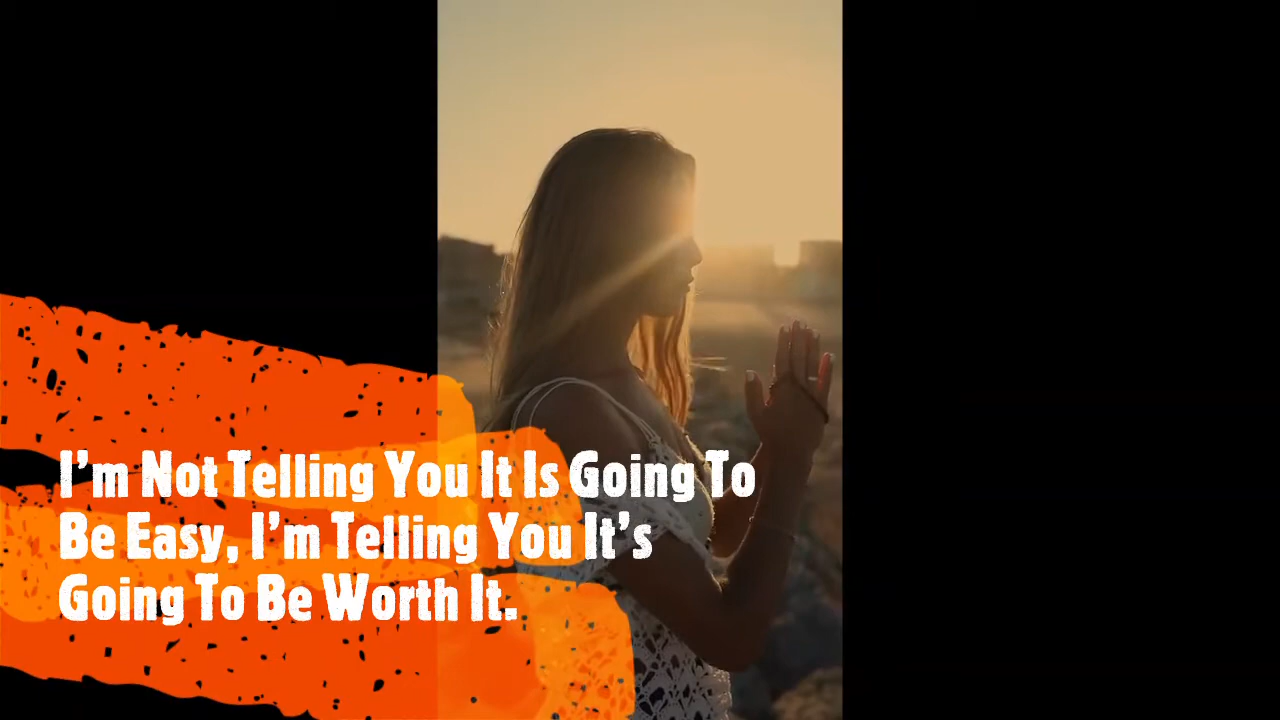 I'm Not Telling You It Is Going To
Be Easy, I'm Telling You It's
Going To Be Worth It.